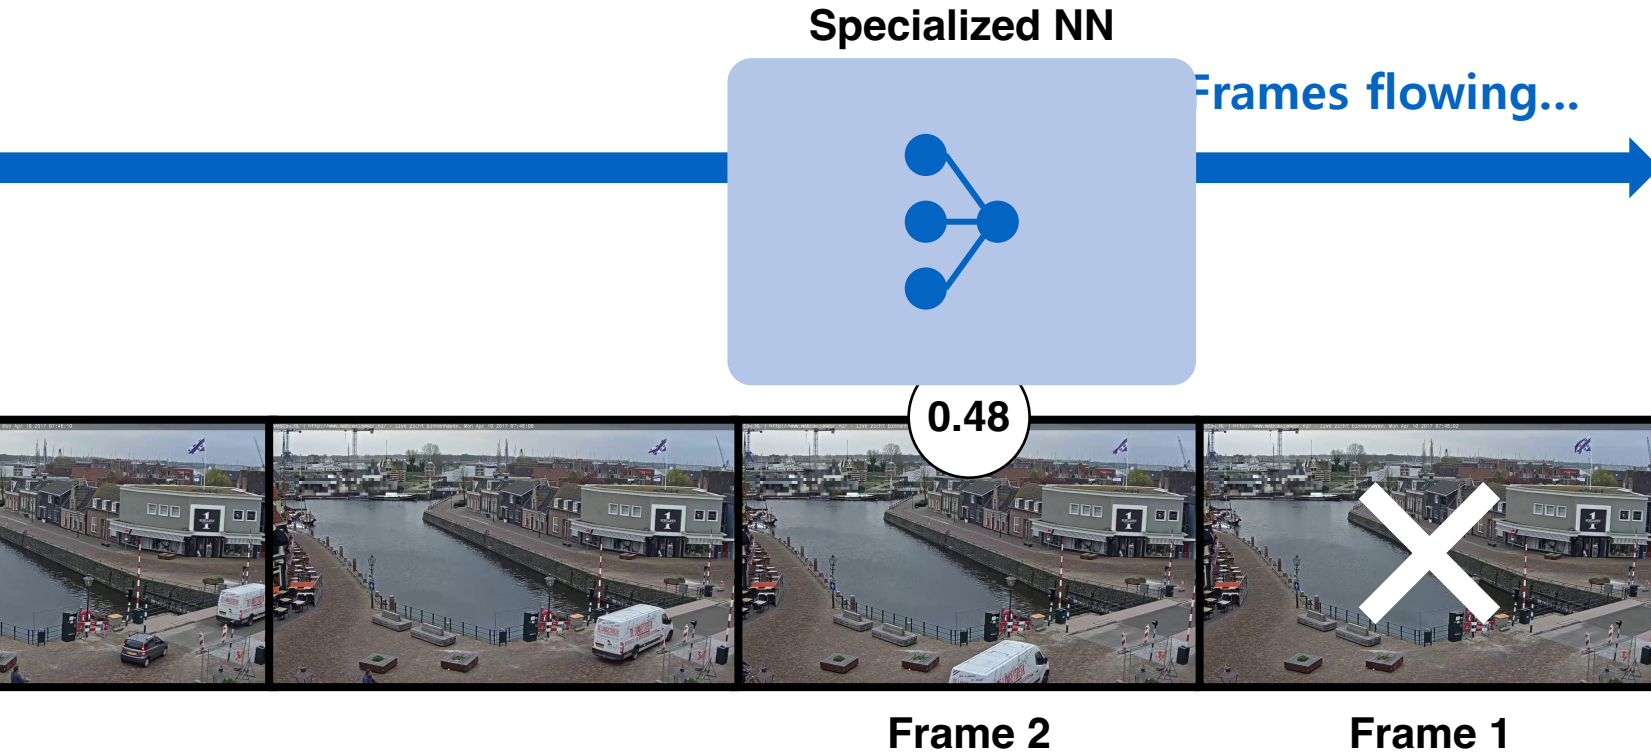 Specialized NN
Frames flowing...
0.48
Frame 2
Frame 1